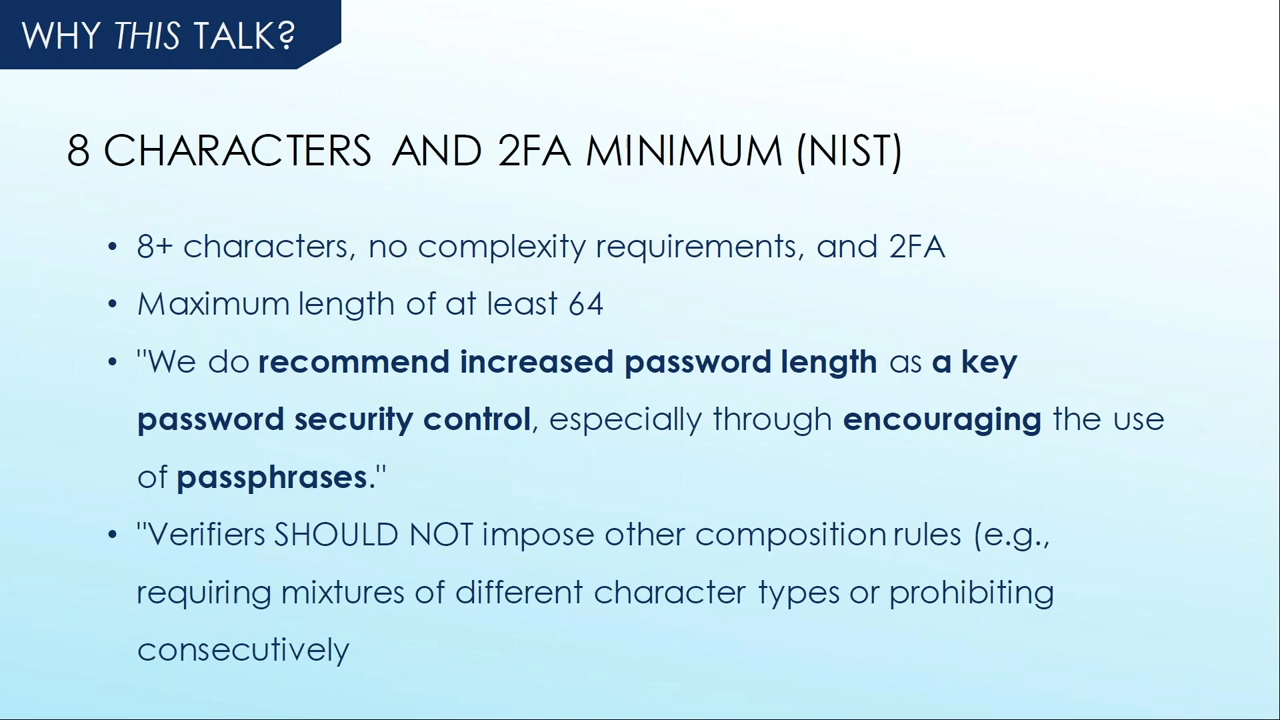 WHY THIS TALK?
8 CHARACTERS AND 2FA MINIMUM (NIST)
• 8+ characters, no complexity requirements, and 2FA
• Maximum length of at least 64
• "We do recommend increased password length as a key
password security control, especially through encouraging the use
of passphrases."
• "Verifiers SHOULD NOT impose other composition rules (e.g.,
requiring mixtures of different character types or prohibiting
consecutively